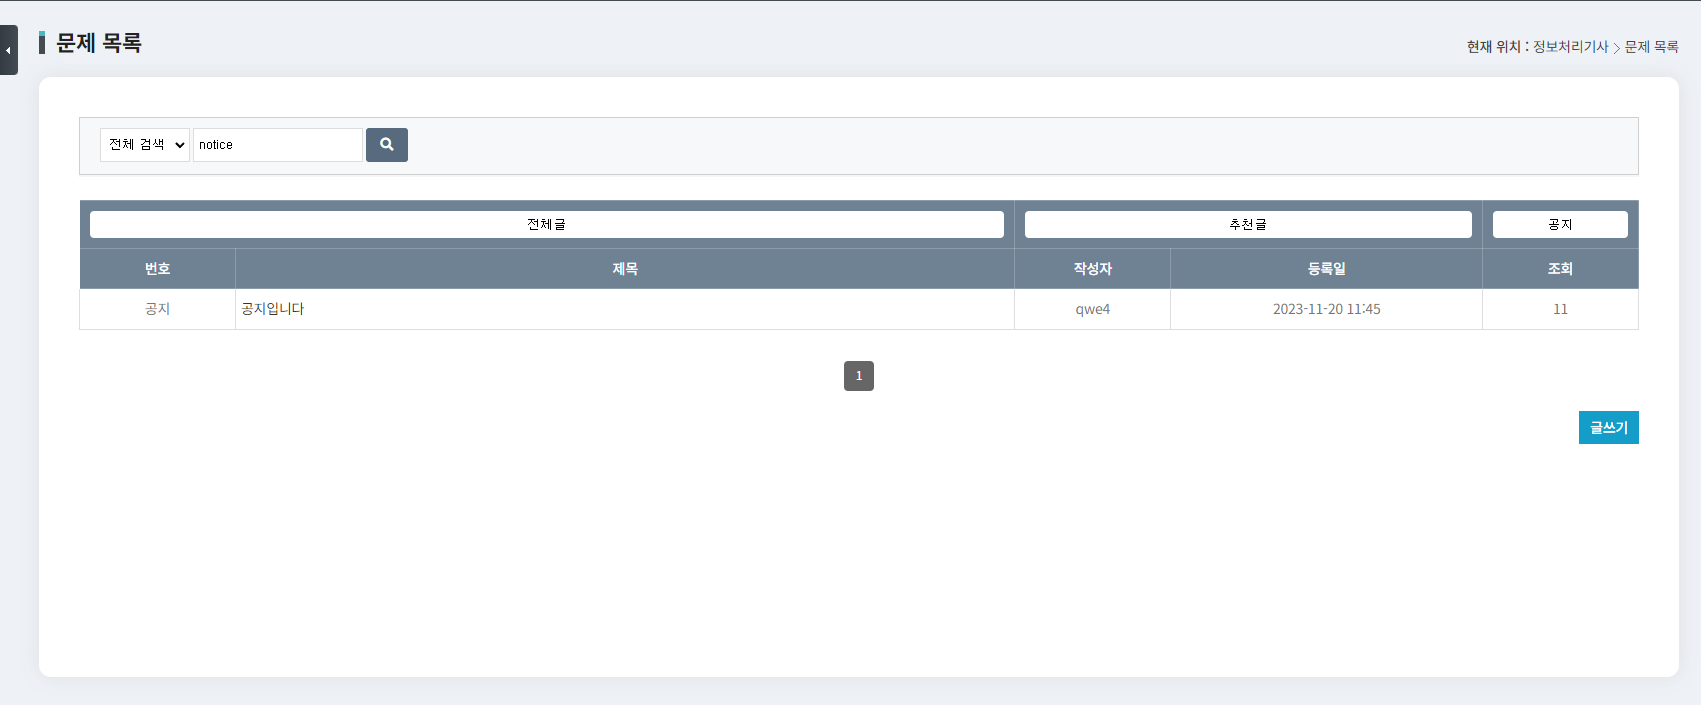 문제 목록
현재 위치 : 정보처리기사 > 문제 목록
전체 검색 notice
전체글 추천글 공지
번호 제목 작성자 등록일 조회
공지 공지입니다 qwe4 2023-11-20 11:45 11
1
글쓰기